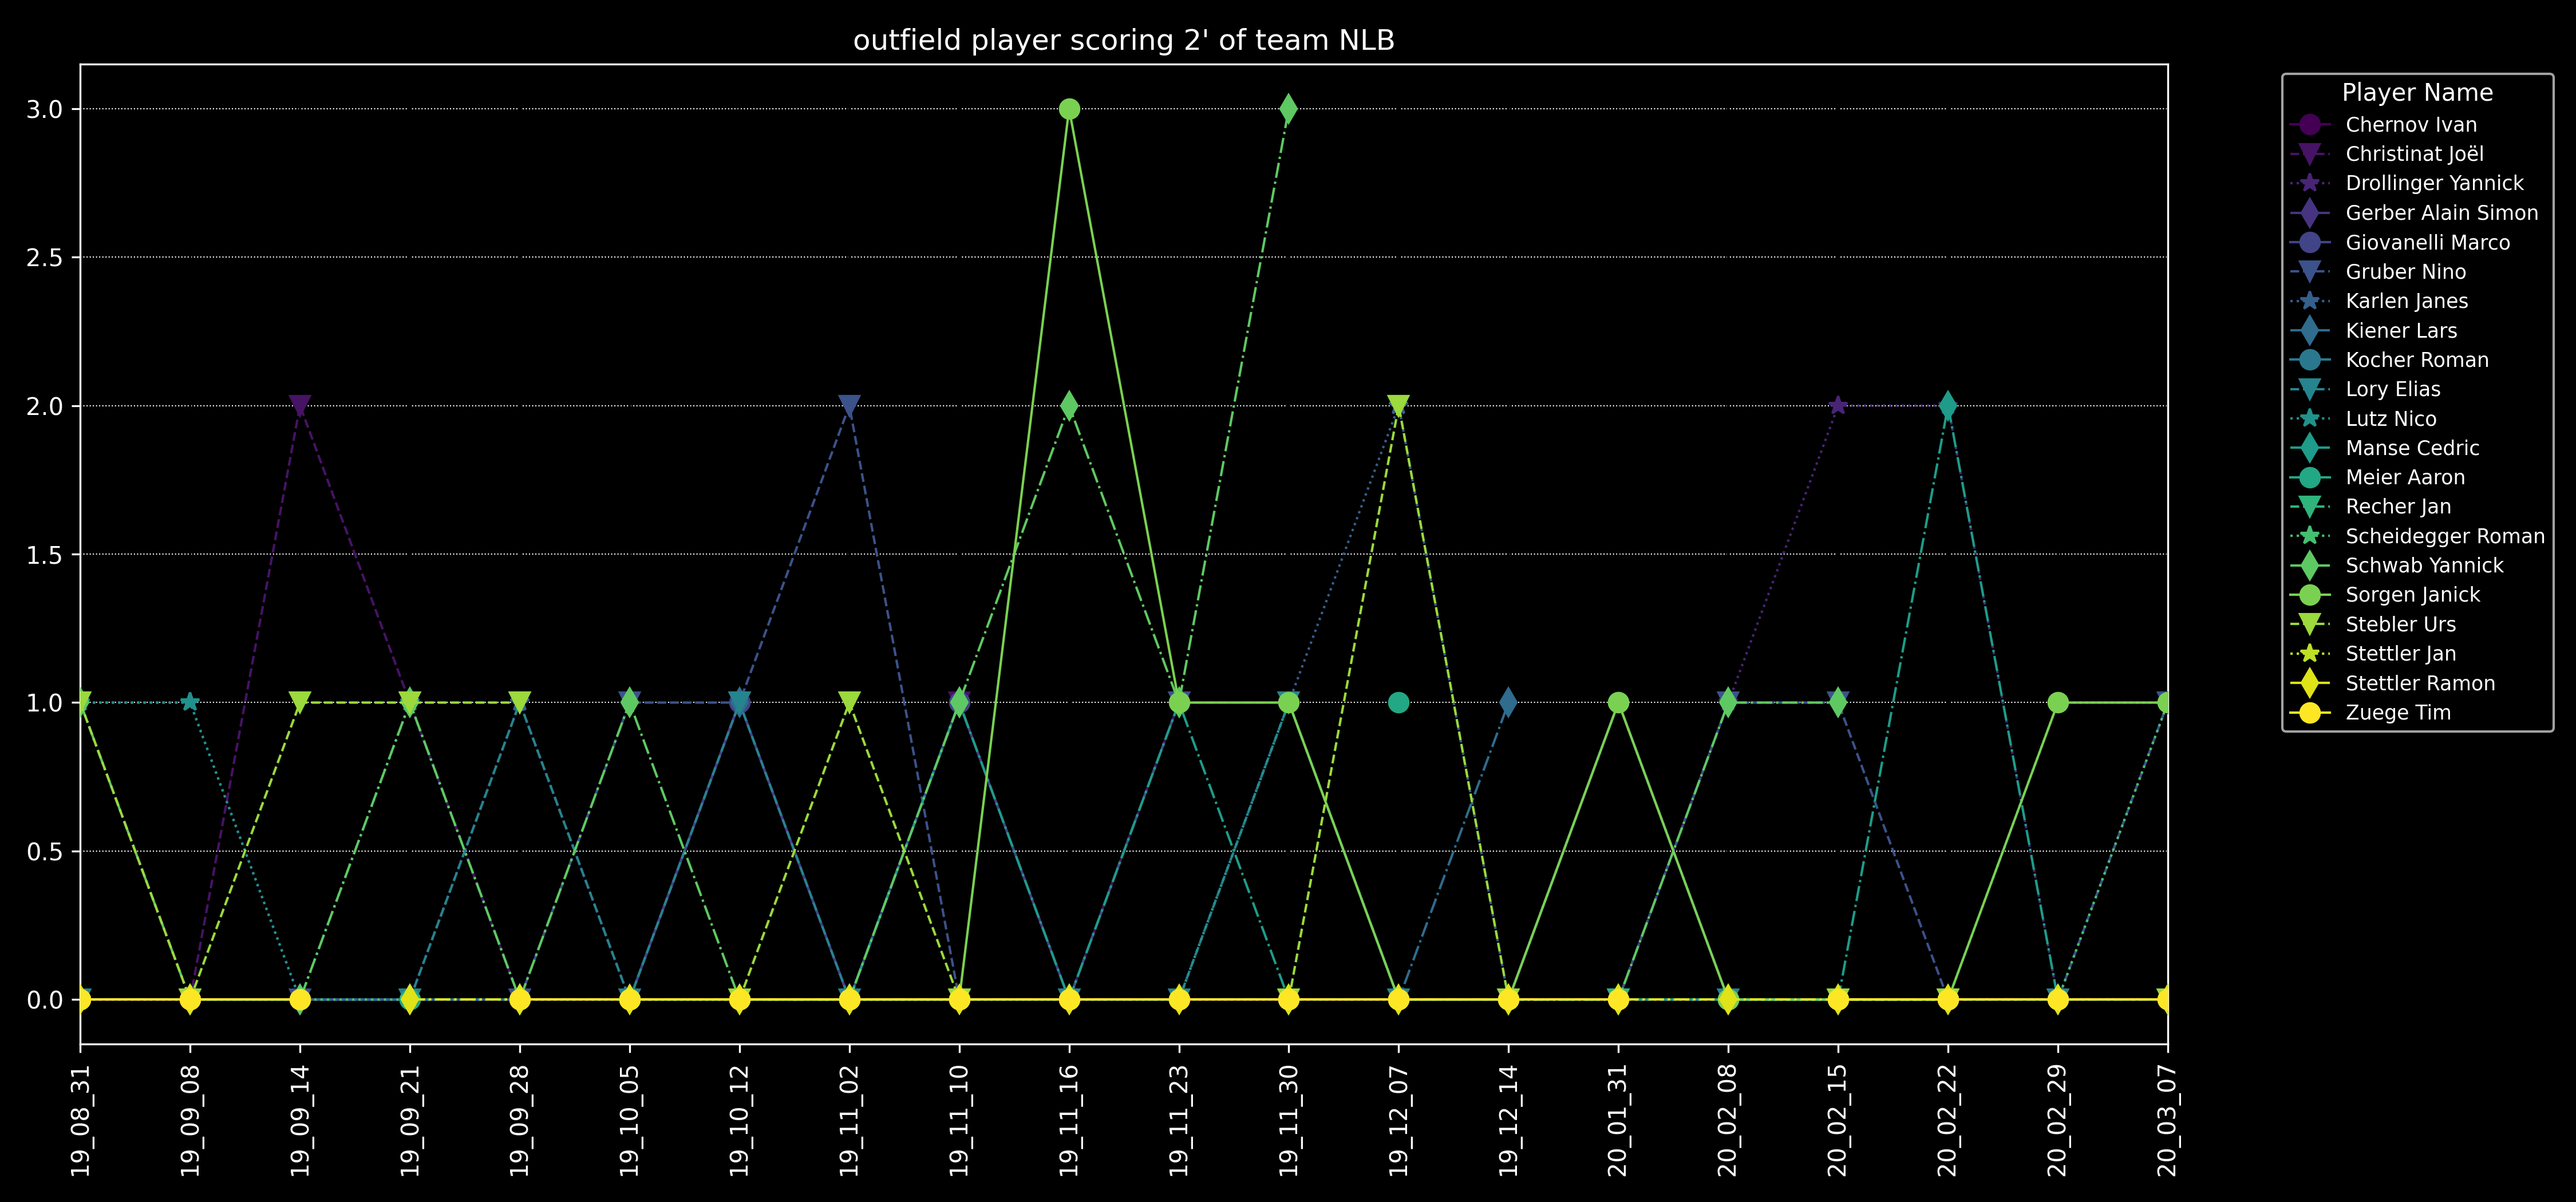 outfield player scoring 2' of team NLB
3.0
2.5
2.0
1.5
1.0
0.5
0.0
19_08_31
19_09_08
19_09_14
19_09_21
19_09_28
19_10_05
19_10_12
19_11_02
19_11_10
19_11_16
19_11_23
19_11_30
19_12_07
19_12_14
20_01_31
20_02_08
20_02_15
20_02_22
20_02_29
20_03_07
Player Name
Chernov Ivan
Christinat Joël
Drollinger Yannick
Gerber Alain Simon
Giovanelli Marco
Gruber Nino
Karlen Janes
Kiener Lars
Kocher Roman
Lory Elias
Lutz Nico
Manse Cedric
Meier Aaron
Recher Jan
Scheidegger Roman
Schwab Yannick
Sorgen Janick
Stebler Urs
Stettler Jan
Stettler Ramon
Zuege Tim